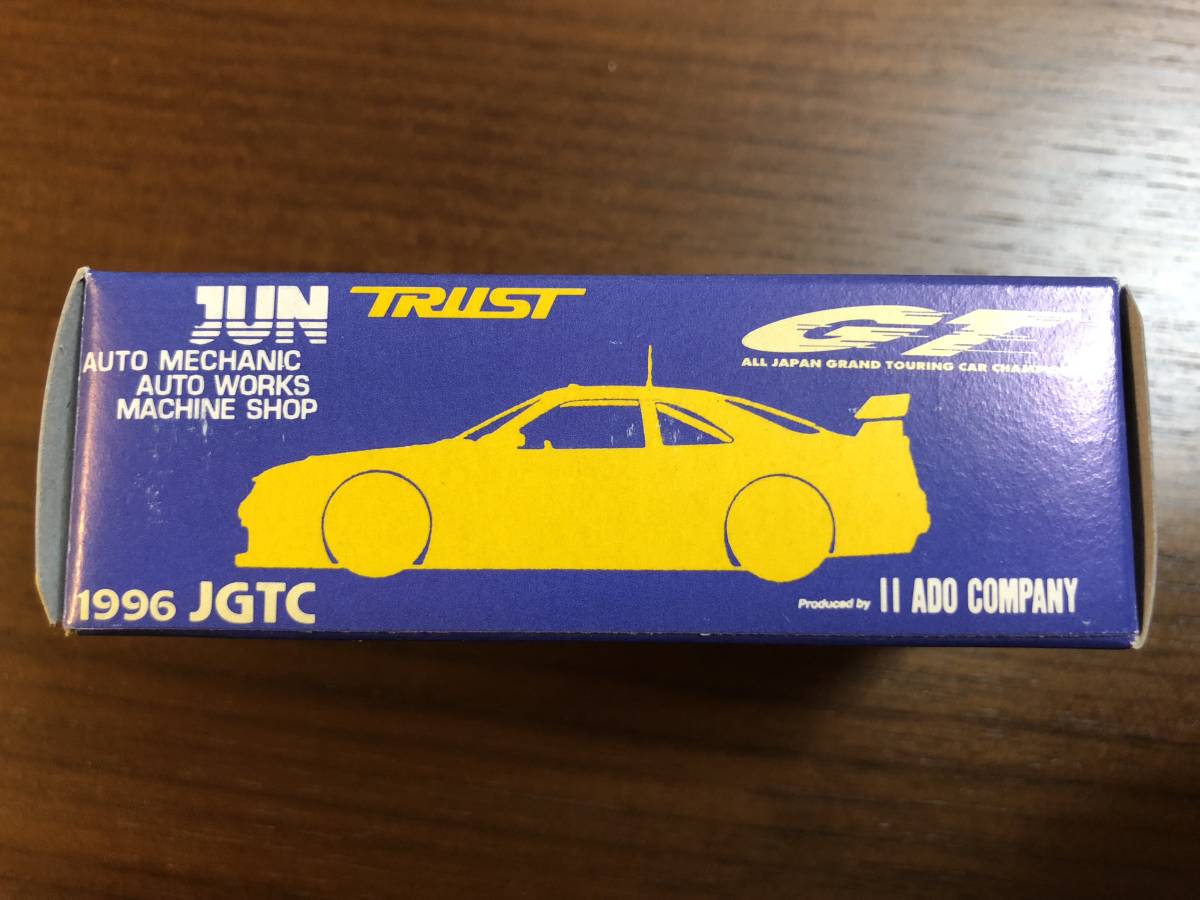 JUN
AUTO MECHANIC
AUTO WORKS
MACHINE SHOP
TRUST
GT
ALL JAPAN GRAND TOURING CAR
1996 JGTC
Produced by II ADO COMPANY